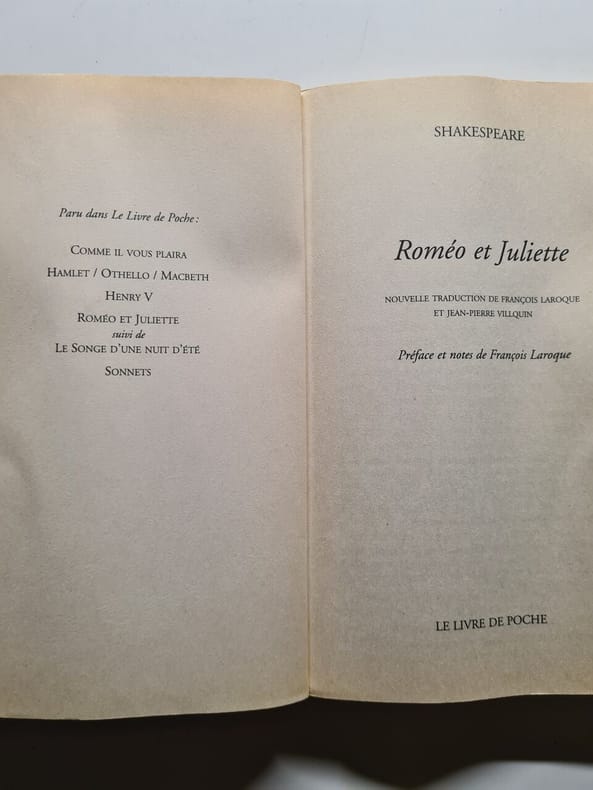 Paru dans Le Livre de Poche :
COMME IL VOUS PLAIRA
HAMLET / OTHELLO / MACBETH
HENRY V
ROMÉO ET JULIETTE
suivi de
LE SONGE D'UNE NUIT D'ÉTÉ
SONNETS
SHAKESPEARE
Roméo et Juliette
NOUVELLE TRADUCTION DE FRANÇOIS LAROQUE
ET JEAN-PIERRE VILLQUIN
Préface et notes de François Laroque
LE LIVRE DE POCHE